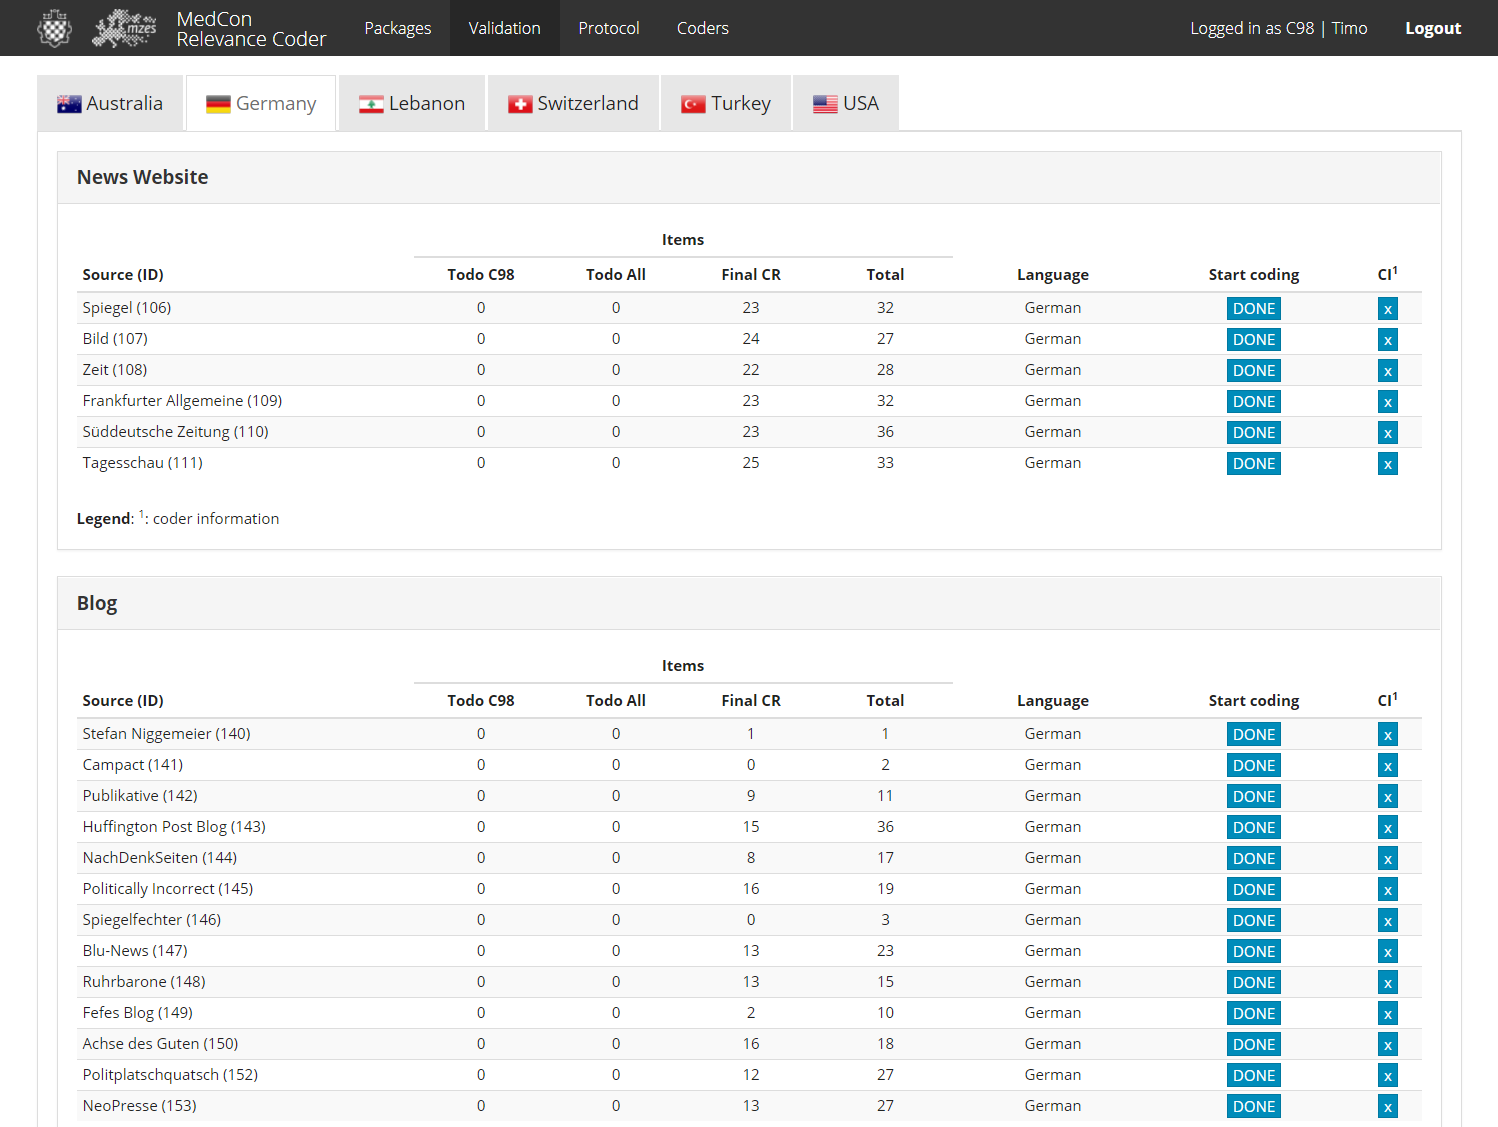 MedCon
Relevance Coder
Packages Validation Protocol Coders Logged in as C98 | Timo Logout
mzes
Australia Germany Lebanon Switzerland Turkey USA
News Website
Items
Source (ID) Todo C98 Todo All Final CR Total Language Start coding CI1
Spiegel (106) 0 0 23 32 German DONE x
Bild (107) 0 0 24 27 German DONE x
Zeit (108) 0 0 22 28 German DONE x
Frankfurter Allgemeine (109) 0 0 23 32 German DONE x
Süddeutsche Zeitung (110) 0 0 23 36 German DONE x
Tagesschau (111) 0 0 25 33 German DONE x
Legend: 1: coder information
Blog
Items
Source (ID) Todo C98 Todo All Final CR Total Language Start coding CI1
Stefan Niggemeier (140) 0 0 1 1 German DONE x
Campact (141) 0 0 0 2 German DONE x
Publikative (142) 0 0 9 11 German DONE x
Huffington Post Blog (143) 0 0 15 36 German DONE x
NachDenkSeiten (144) 0 0 8 17 German DONE x
Politically Incorrect (145) 0 0 16 19 German DONE x
Spiegelfechter (146) 0 0 0 3 German DONE x
Blu-News (147) 0 0 13 23 German DONE x
Ruhrbarone (148) 0 0 13 15 German DONE x
Fefes Blog (149) 0 0 2 10 German DONE x
Achse des Guten (150) 0 0 16 18 German DONE x
Politplatschquatsch (152) 0 0 12 27 German DONE x
NeoPresse (153) 0 0 13 27 German DONE x